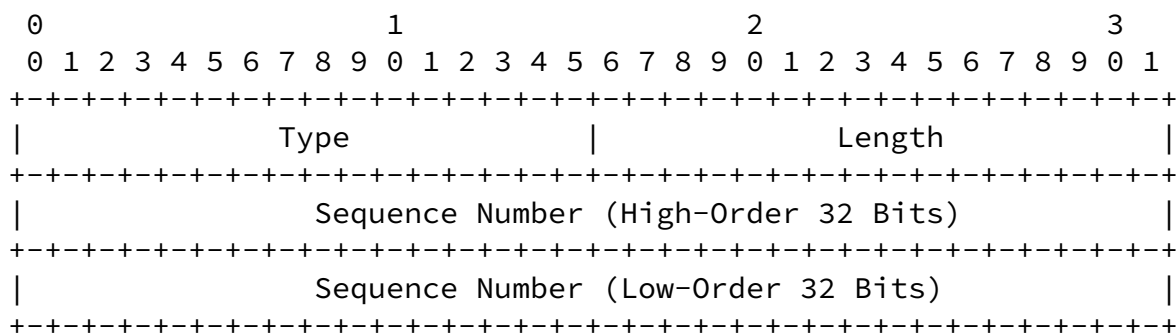 0                   1                   2                   3
0 1 2 3 4 5 6 7 8 9 0 1 2 3 4 5 6 7 8 9 0 1 2 3 4 5 6 7 8 9 0 1
+-+-+-+-+-+-+-+-+-+-+-+-+-+-+-+-+-+-+-+-+-+-+-+-+-+-+-+-+-+-+-+-+
|              Type             |             Length            |
+-+-+-+-+-+-+-+-+-+-+-+-+-+-+-+-+-+-+-+-+-+-+-+-+-+-+-+-+-+-+-+-+
|                Sequence Number (High-Order 32 Bits)           |
+-+-+-+-+-+-+-+-+-+-+-+-+-+-+-+-+-+-+-+-+-+-+-+-+-+-+-+-+-+-+-+-+
|                Sequence Number (Low-Order 32 Bits)            |
+-+-+-+-+-+-+-+-+-+-+-+-+-+-+-+-+-+-+-+-+-+-+-+-+-+-+-+-+-+-+-+-+